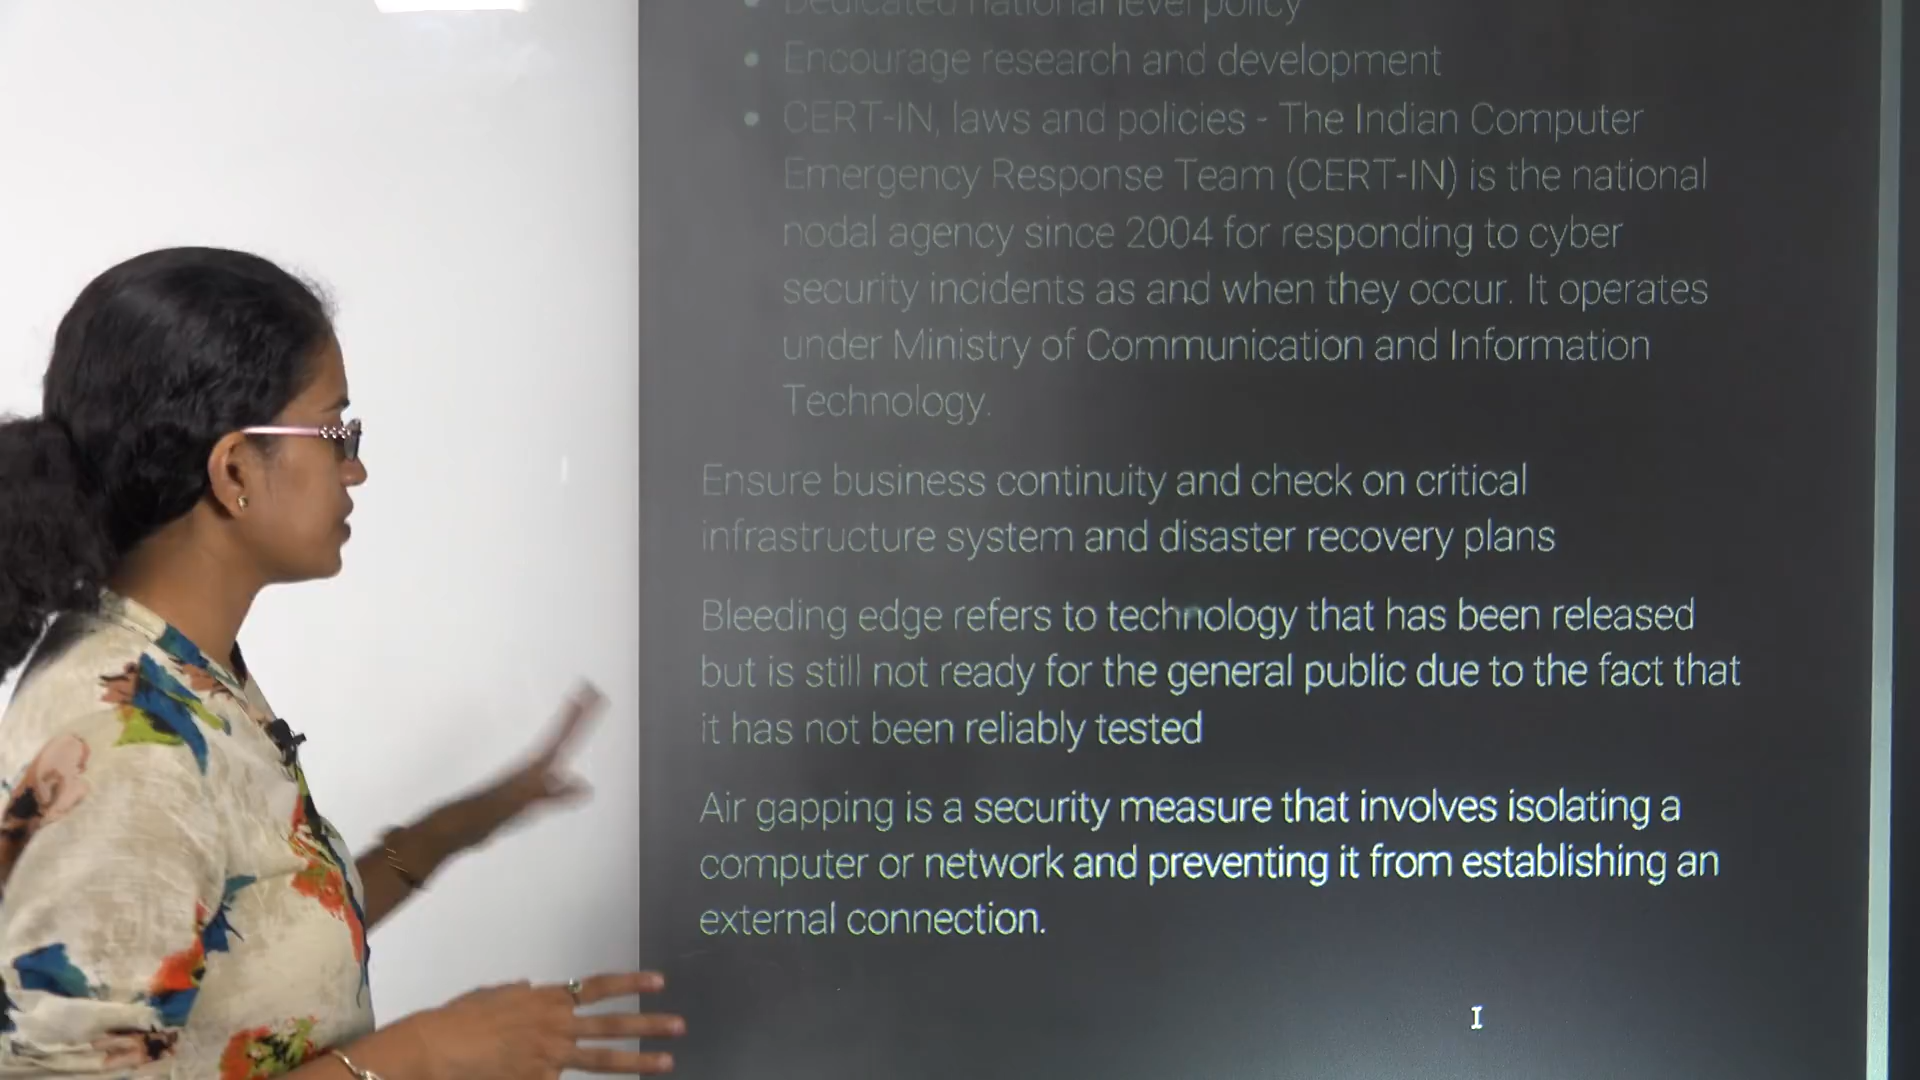 Dedicated national level policy
Encourage research and development
CERT-IN, laws and policies - The Indian Computer
Emergency Response Team (CERT-IN) is the national
nodal agency since 2004 for responding to cyber
security incidents as and when they occur. It operates
under Ministry of Communication and Information
Technology.
Ensure business continuity and check on critical
infrastructure system and disaster recovery plans
Bleeding edge refers to technology that has been released
but is still not ready for the general public due to the fact that
it has not been reliably tested
Air gapping is a security measure that involves isolating a
computer or network and preventing it from establishing an
external connection.